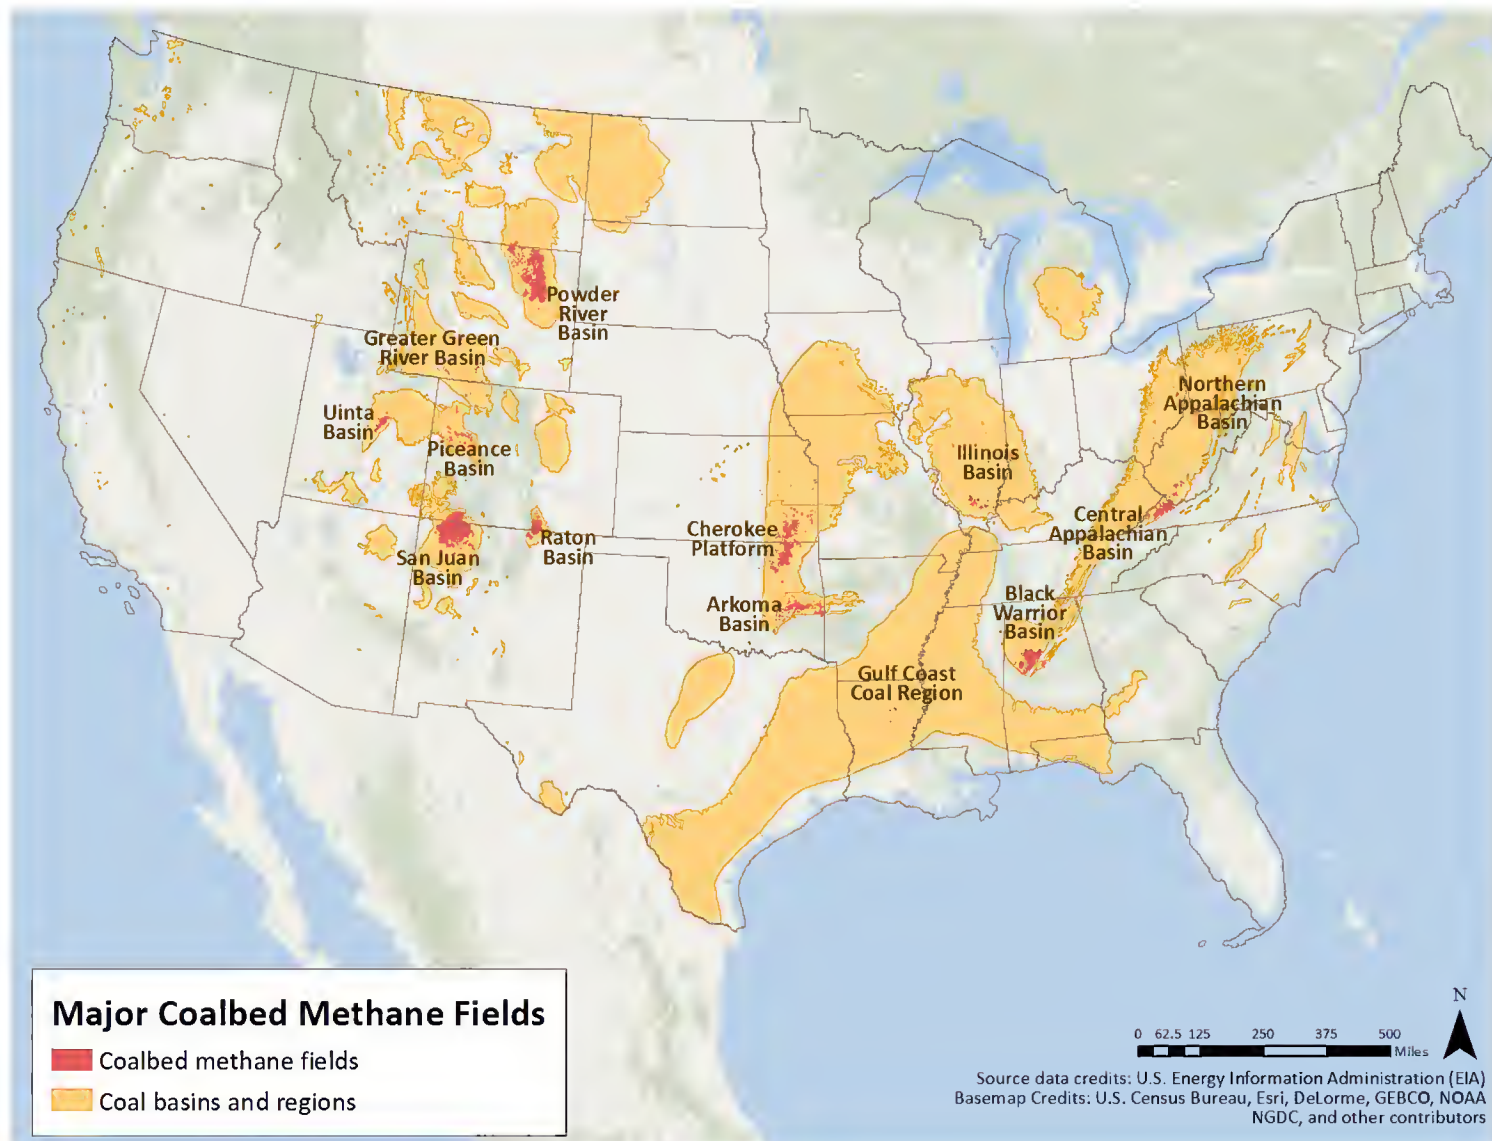 Powder
River
Basin
Greater Green
River Basin
Uinta
Basin
Piceance
Basin
Northern
Appalachian
Basin
Illinois
Basin
Cherokee
Platform
Central
Appalachian
Basin
San Juan
Basin
Raton
Basin
Arkoma
Basin
Black
Warrior
Basin
Gulf Coast
Coal Region
Major Coalbed Methane Fields
Coalbed methane fields
Coal basins and regions
N
0 62.5 125 250 375 500
Miles
Source data credits: U.S. Energy Information Administration (EIA)
Basemap Credits: U.S. Census Bureau, Esri, DeLorme, GEBCO, NOAA
NGDC, and other contributors